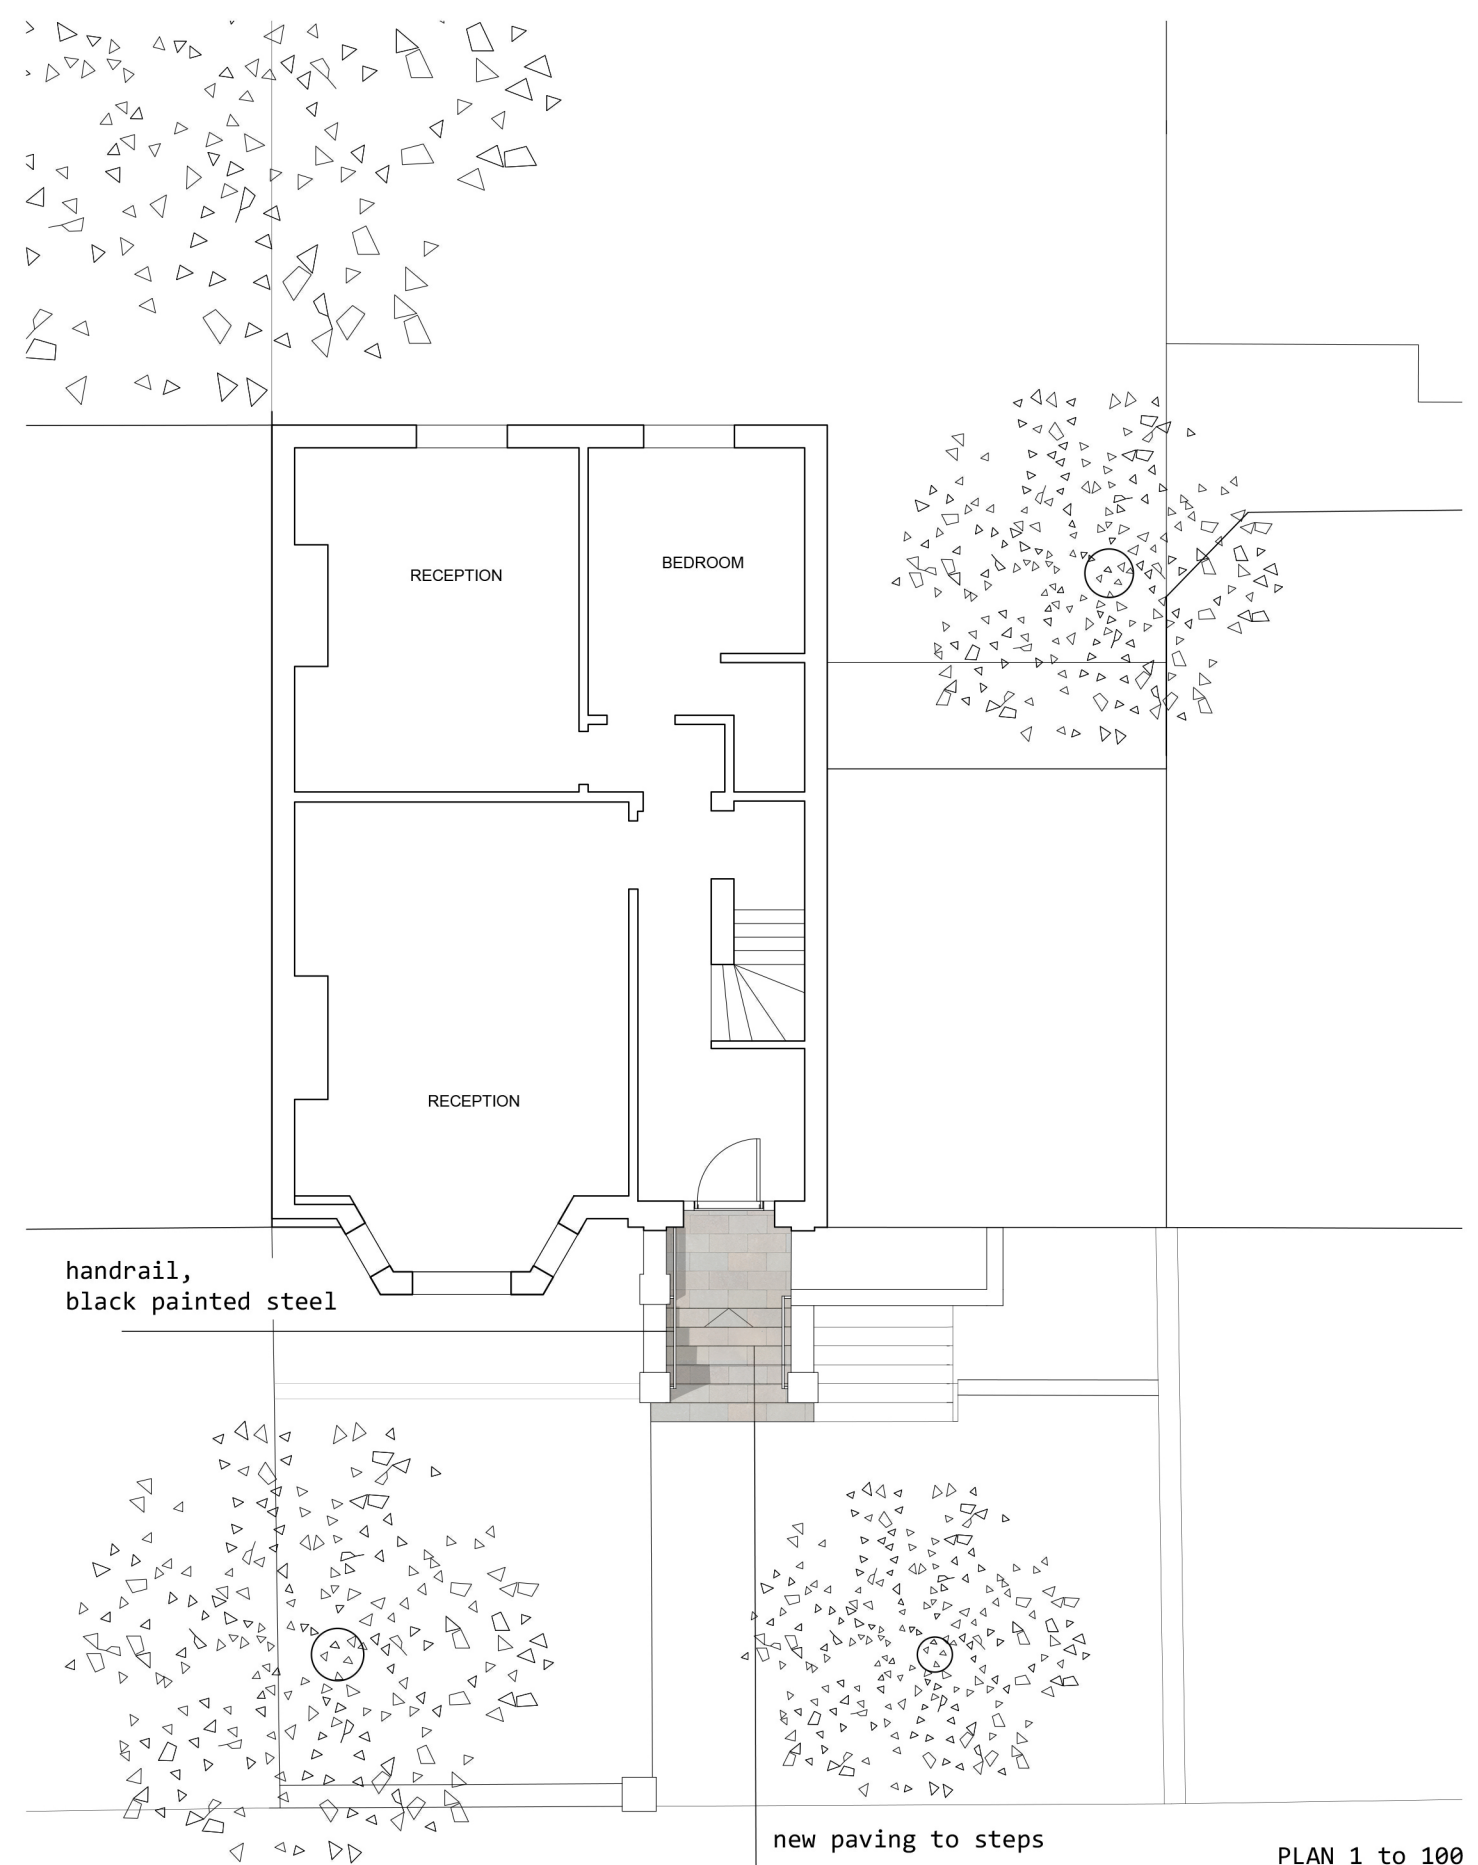 RECEPTION
BEDROOM
RECEPTION
handrail,
black painted steel
new paving to steps
PLAN 1 to 100